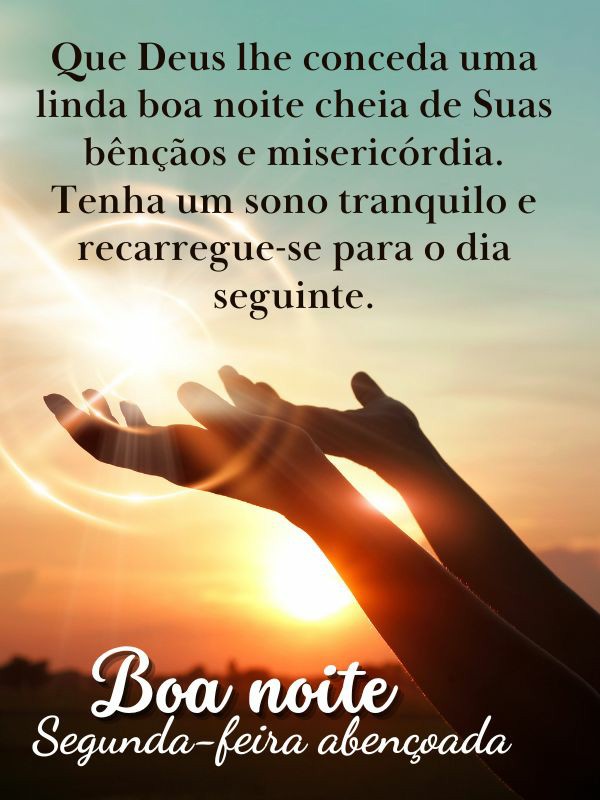 Que Deus lhe conceda uma
linda boa noite cheia de Suas
bênçãos e misericórdia.
Tenha um sono tranquilo e
recarregue-se para o dia
seguinte.
Boa noite
Segunda-feira abençoada